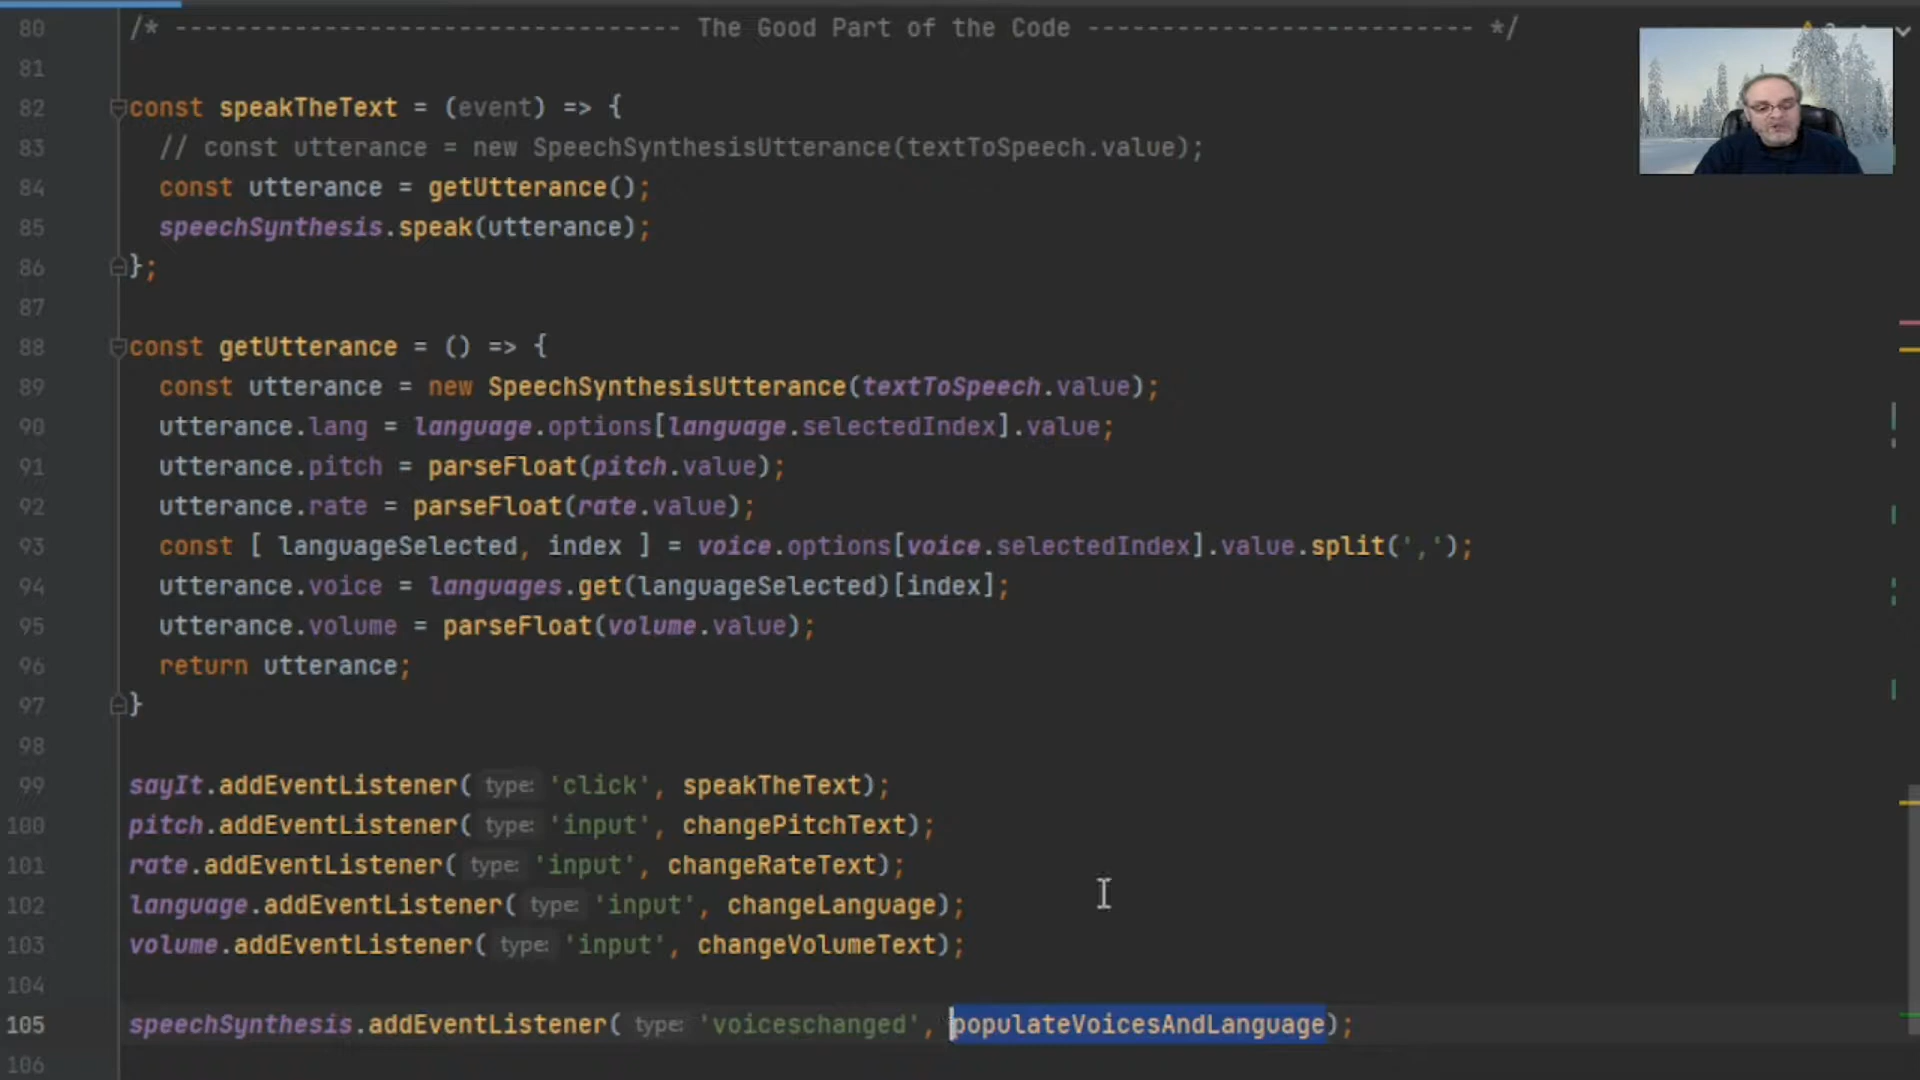 80 /* ---------------------------------- The Good Part of the Code -------------------------- */
81
82 const speakTheText = (event) => {
83 // const utterance = new SpeechSynthesisUtterance(textToSpeech.value);
84 const utterance = getUtterance();
85 speechSynthesis.speak(utterance);
86 };
87
88 const getUtterance = () => {
89 const utterance = new SpeechSynthesisUtterance(textToSpeech.value);
90 utterance.lang = language.options[language.selectedIndex].value;
91 utterance.pitch = parseFloat(pitch.value);
92 utterance.rate = parseFloat(rate.value);
93 const [ languageSelected, index ] = voice.options[voice.selectedIndex].value.split(',');
94 utterance.voice = languages.get(languageSelected)[index];
95 utterance.volume = parseFloat(volume.value);
96 return utterance;
97 }
98
99 sayIt.addEventListener( type: 'click', speakTheText);
100 pitch.addEventListener( type: 'input', changePitchText);
101 rate.addEventListener( type: 'input', changeRateText);
102 language.addEventListener( type: 'input', changeLanguage);
103 volume.addEventListener( type: 'input', changeVolumeText);
104
105 speechSynthesis.addEventListener( type: 'voiceschanged', populateVoicesAndLanguage);
106